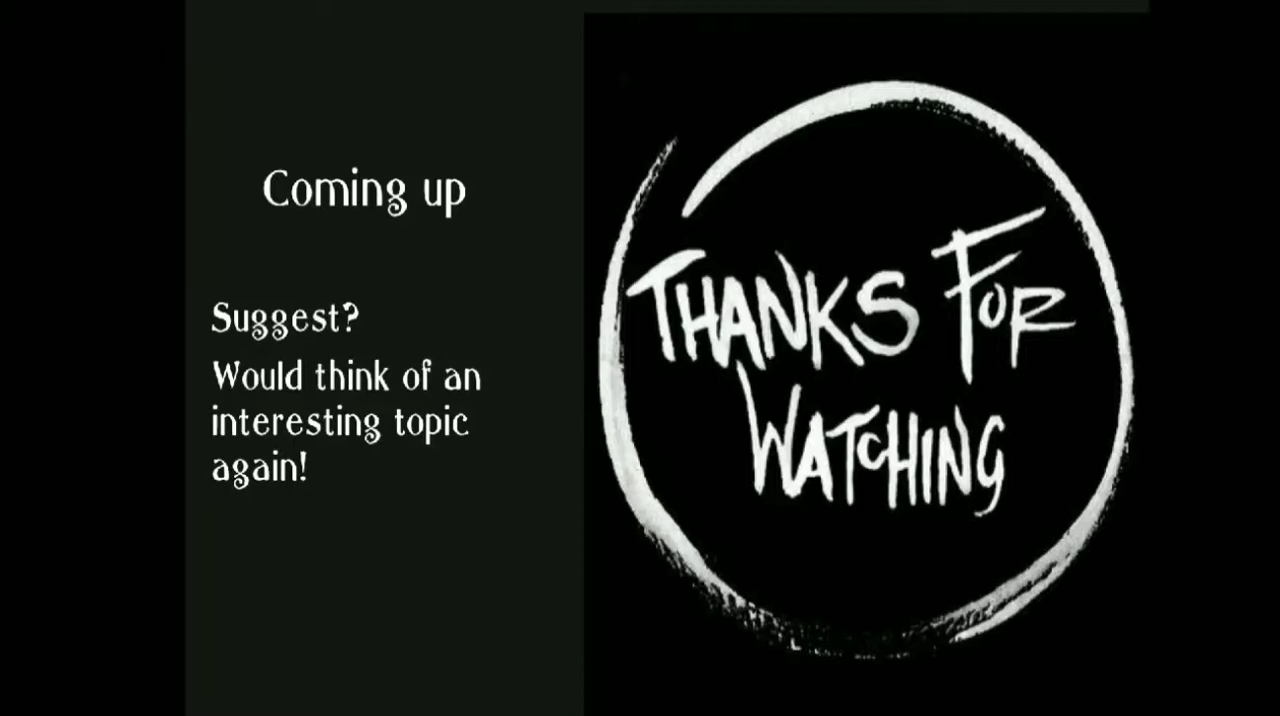 Coming up
Suggest?
Would think of an
interesting topic
again!
THANKS FOR
WATCHING